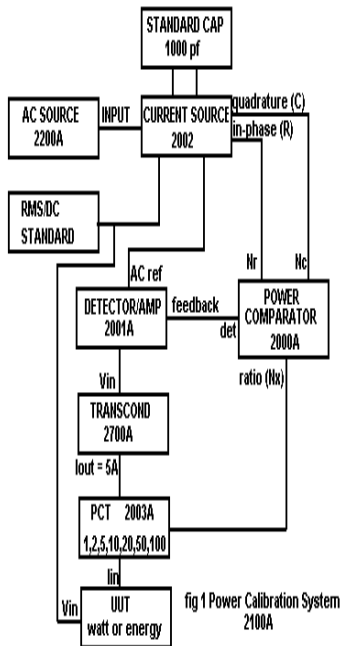 STANDARD CAP
1000 pf
AC SOURCE
2200A
INPUT
CURRENT SOURCE
2002
quadrature (C)
in-phase (R)
RMS/DC
STANDARD
AC ref
Nr
Nc
DETECTOR/AMP
2001A
feedback
det
POWER
COMPARATOR
2000A
ratio (Nx)
Vin
TRANSCOND
2700A
Iout = 5A
PCT 2003A
1,2,5,10,20,50,100
Iin
Vin
UUT
watt or energy
fig 1 Power Calibration System
2100A